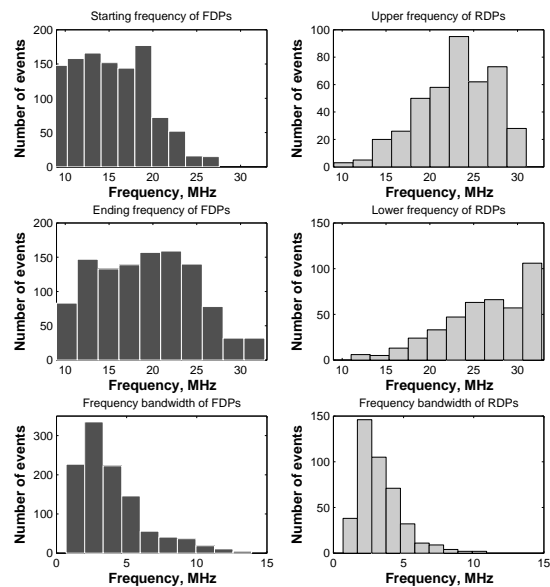 Starting frequency of FDPs
200
150
100
50
0
Number of events
10 15 20 25 30
Frequency, MHz
Upper frequency of RDPs
100
80
60
40
20
0
Number of events
10 15 20 25 30
Frequency, MHz
Ending frequency of FDPs
200
150
100
50
0
Number of events
10 15 20 25 30
Frequency, MHz
Lower frequency of RDPs
150
100
50
0
Number of events
10 15 20 25 30
Frequency, MHz
Frequency bandwidth of FDPs
300
200
100
0
Number of events
0 5 10 15
Frequency, MHz
Frequency bandwidth of RDPs
150
100
50
0
Number of events
0 5 10 15
Frequency, MHz